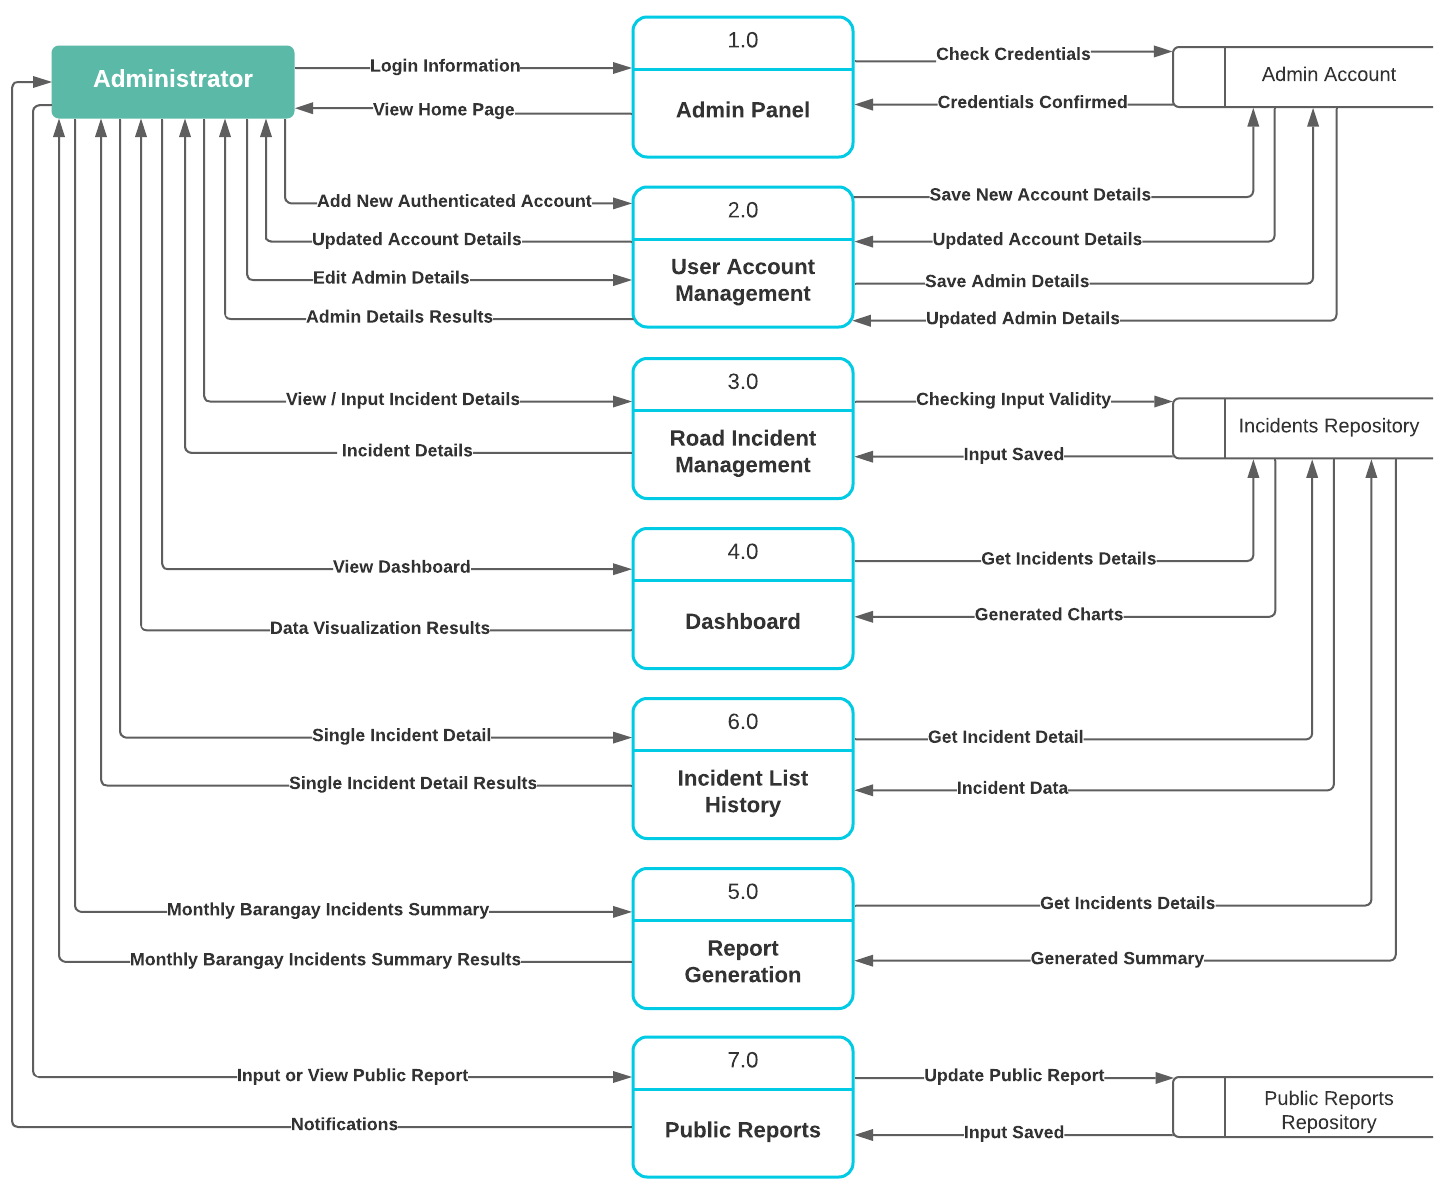 Administrator
Login Information
View Home Page
1.0
Admin Panel
Check Credentials
Credentials Confirmed
Admin Account
Add New Authenticated Account
Updated Account Details
Edit Admin Details
Admin Details Results
2.0
User Account
Management
Save New Account Details
Updated Account Details
Save Admin Details
Updated Admin Details
View / Input Incident Details
Incident Details
3.0
Road Incident
Management
Checking Input Validity
Input Saved
Incidents Repository
View Dashboard
Data Visualization Results
4.0
Dashboard
Get Incidents Details
Generated Charts
Single Incident Detail
Single Incident Detail Results
6.0
Incident List
History
Get Incident Detail
Incident Data
Monthly Barangay Incidents Summary
Monthly Barangay Incidents Summary Results
5.0
Report
Generation
Get Incidents Details
Generated Summary
Input or View Public Report
Notifications
7.0
Public Reports
Update Public Report
Input Saved
Public Reports
Repository